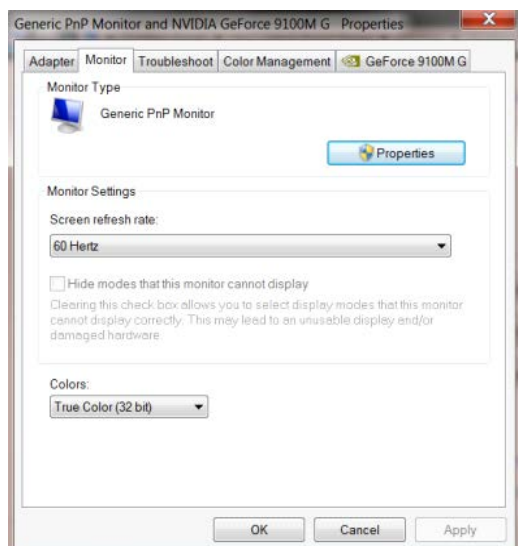 Generic PnP Monitor and NVIDIA GeForce 9100M G Properties
Adapter Monitor Troubleshoot Color Management GeForce 9100M G
Monitor Type
Generic PnP Monitor
Properties
Monitor Settings
Screen refresh rate:
60 Hertz
Hide modes that this monitor cannot display
Clearing this check box allows you to select display modes that this monitor
cannot display correctly. This may lead to an unusable display and/or
damaged hardware.
Colors:
True Color (32 bit)
OK Cancel Apply